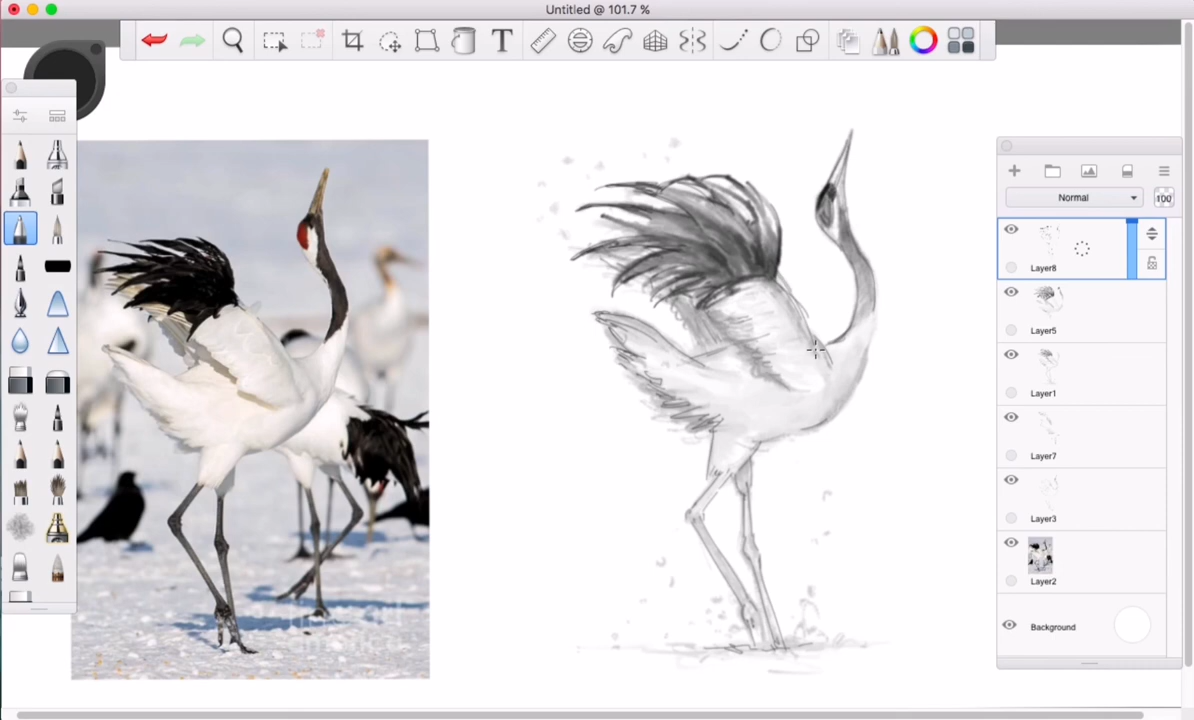 Untitled @ 101.7 %
T
Normal
100
Layer8
Layer5
Layer1
Layer7
Layer3
Layer2
Background